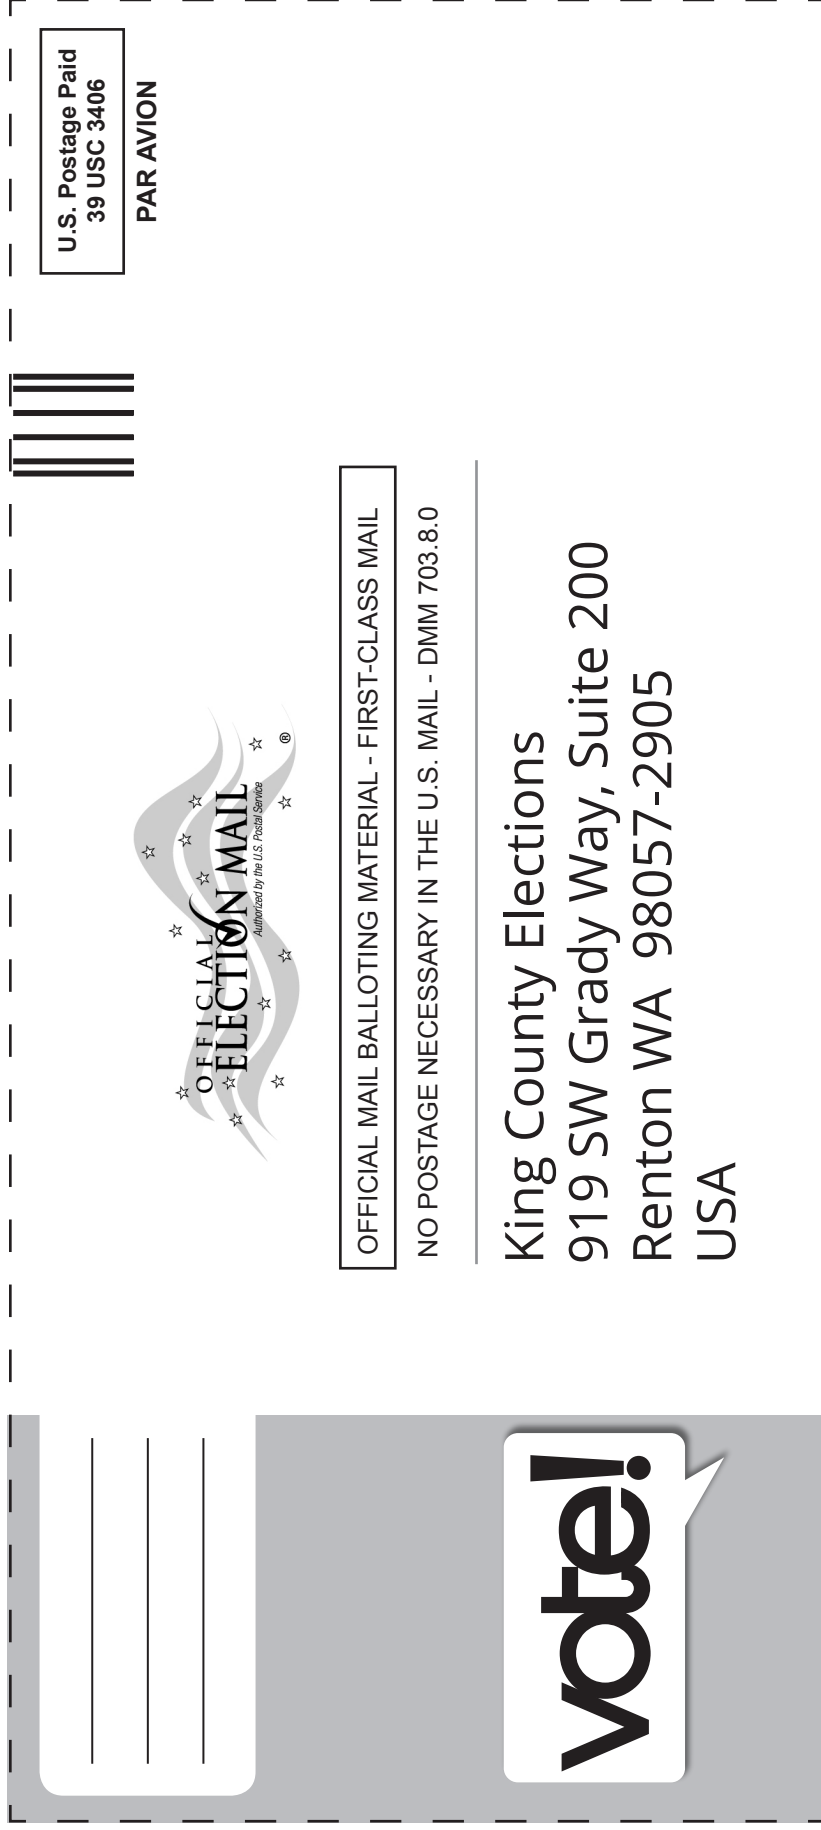 U.S. Postage Paid
39 USC 3406
PAR AVION
OFFICIAL
ELECTION MAIL
Authorized by the U.S. Postal Service
®
OFFICIAL MAIL BALLOTING MATERIAL - FIRST-CLASS MAIL
NO POSTAGE NECESSARY IN THE U.S. MAIL - DMM 703.8.0
King County Elections
919 SW Grady Way, Suite 200
Renton WA 98057-2905
USA
vote!